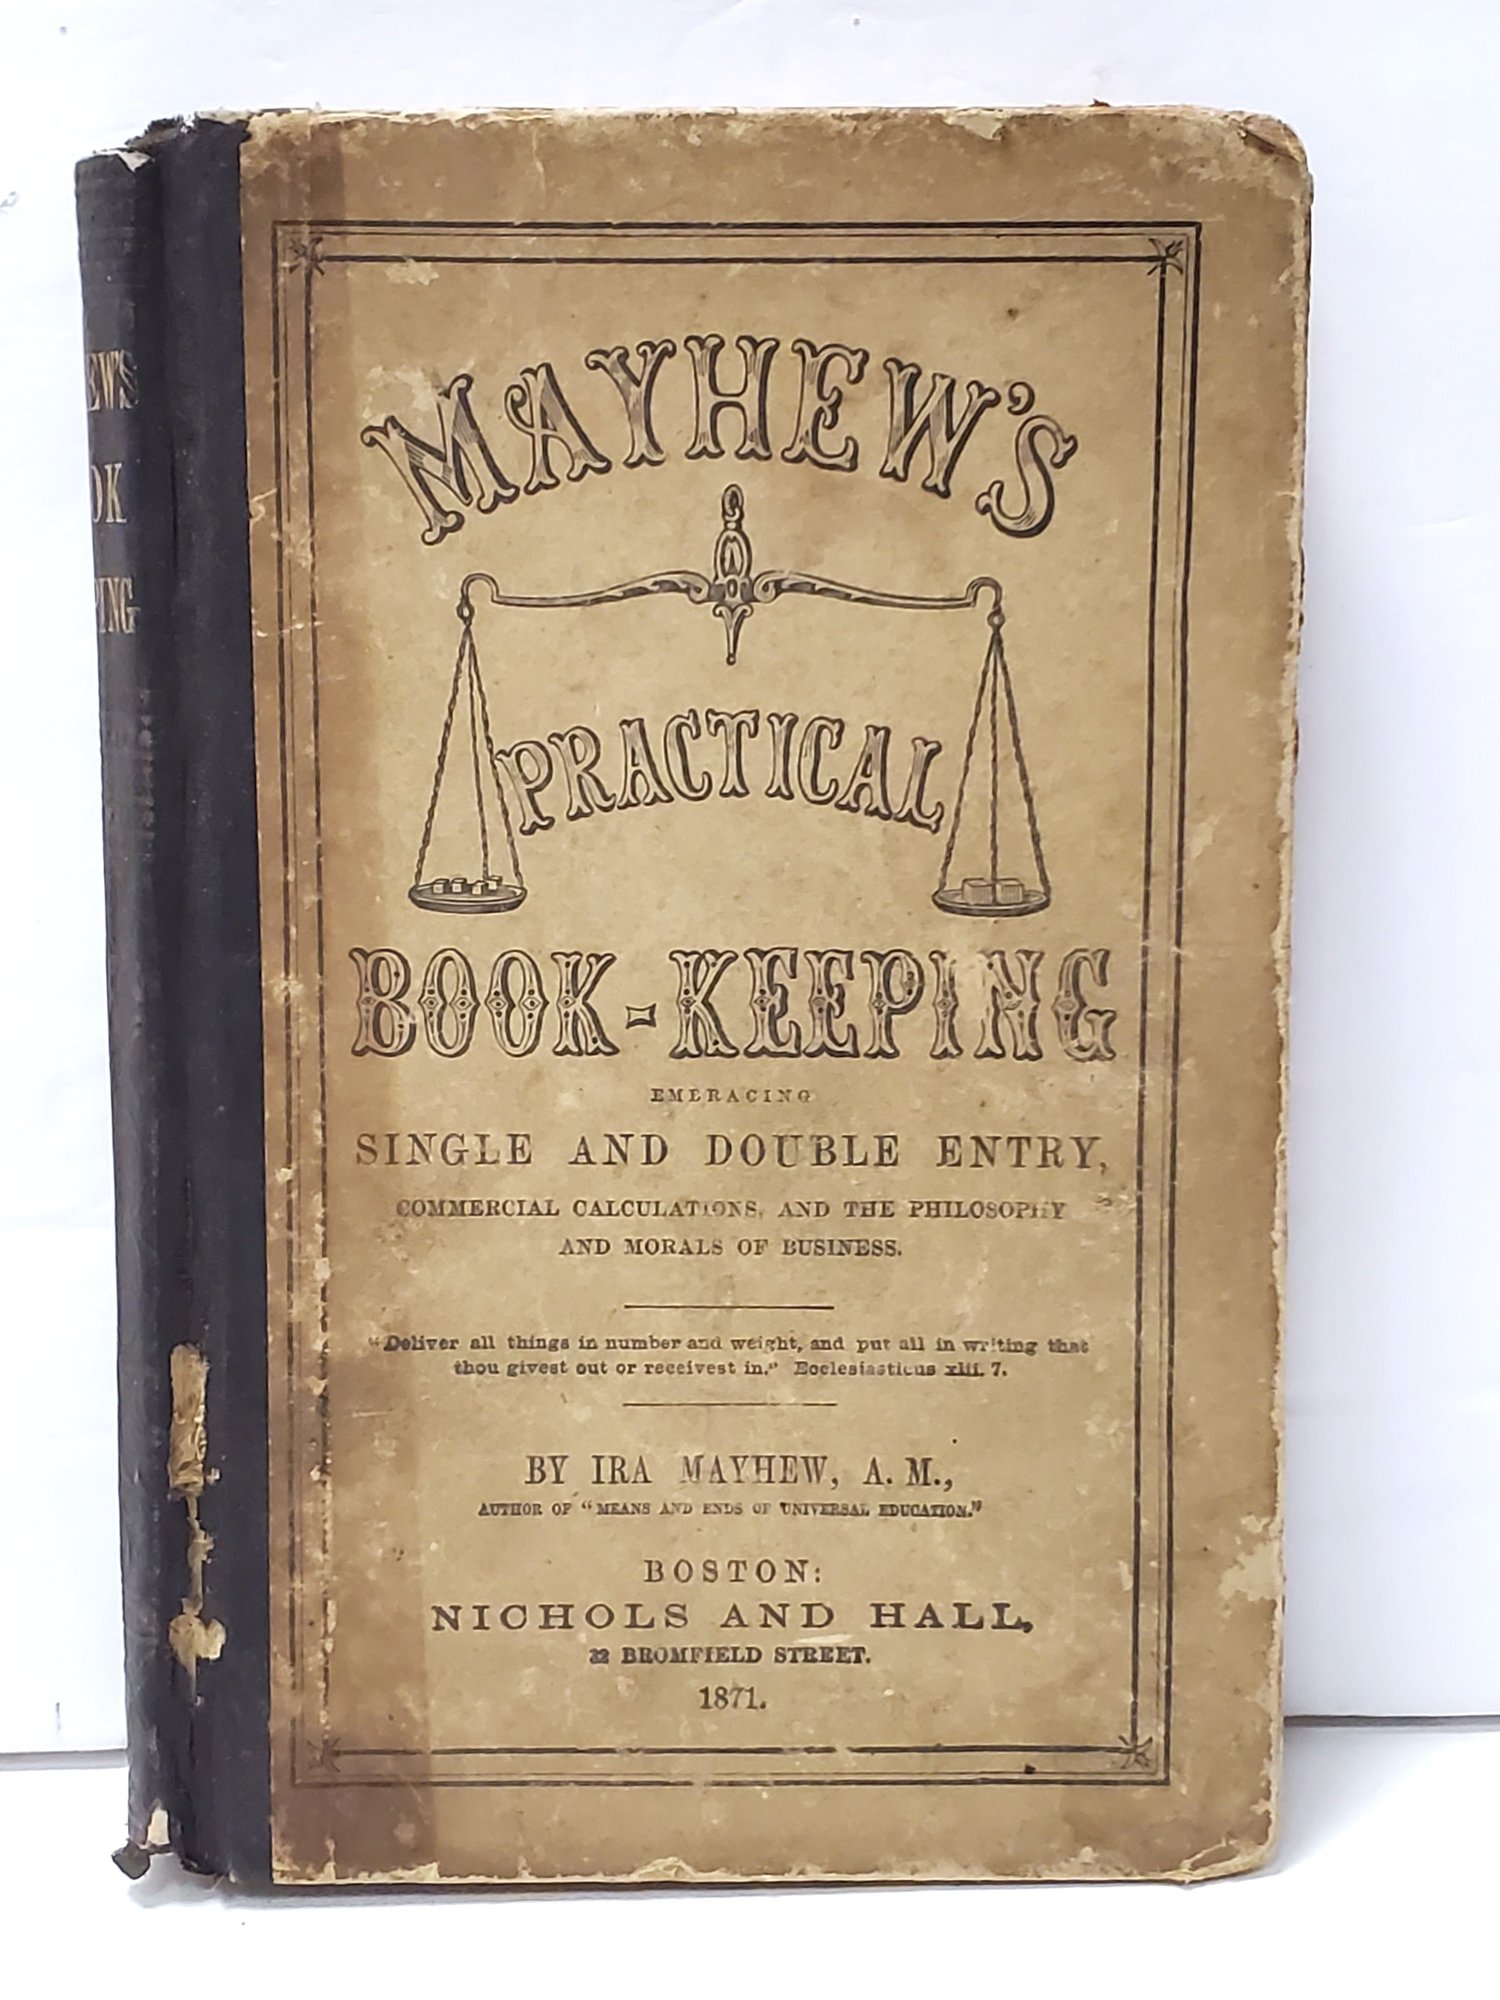 MAYHEW'S
PRACTICAL
BOOK-KEEPING
EMBRACING
SINGLE AND DOUBLE ENTRY,
COMMERCIAL CALCULATIONS, AND THE PHILOSOPHY
AND MORALS OF BUSINESS.
"Deliver all things in number and weight, and put all in writing that
thou givest out or receivest in." Ecclesiasticus xlii. 7.
BY IRA MAYHEW, A. M.,
AUTHOR OF "MEANS AND ENDS OF UNIVERSAL EDUCATION."
BOSTON:
NICHOLS AND HALL,
32 BROMFIELD STREET.
1871.
EW'S
OK
PING